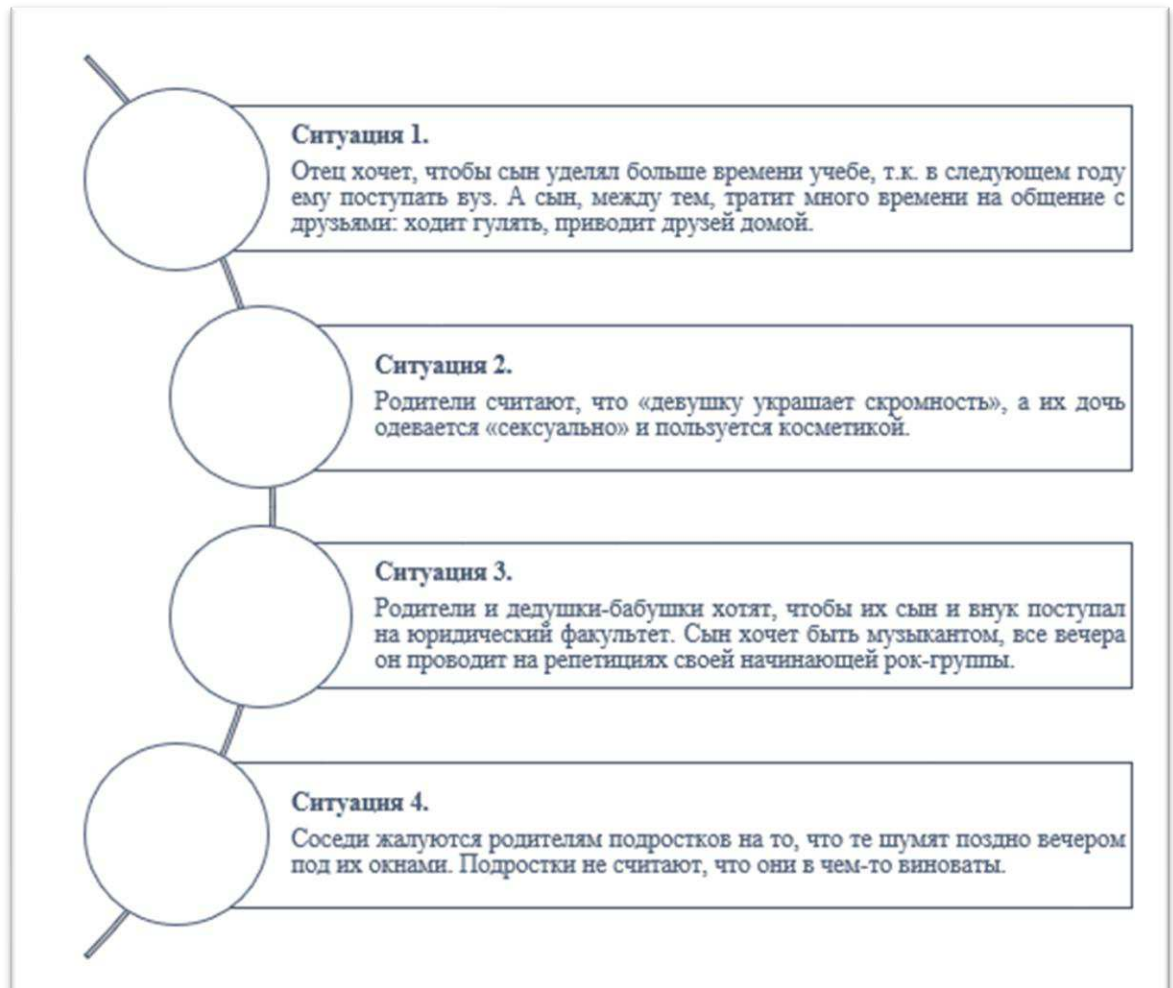 Ситуация 1.
Отец хочет, чтобы сын уделял больше времени учебе, т.к. в следующем году
ему поступать вуз. А сын, между тем, тратит много времени на общение с
друзьями: ходит гулять, приводит друзей домой.
Ситуация 2.
Родители считают, что «девушку украшает скромность», а их дочь
одевается «сексуально» и пользуется косметикой.
Ситуация 3.
Родители и дедушки-бабушки хотят, чтобы их сын и внук поступал
на юридический факультет. Сын хочет быть музыкантом, все вечера
он проводит на репетициях своей начинающей рок-группы.
Ситуация 4.
Соседи жалуются родителям подростков на то, что те шумят поздно вечером
под их окнами. Подростки не считают, что они в чем-то виноваты.